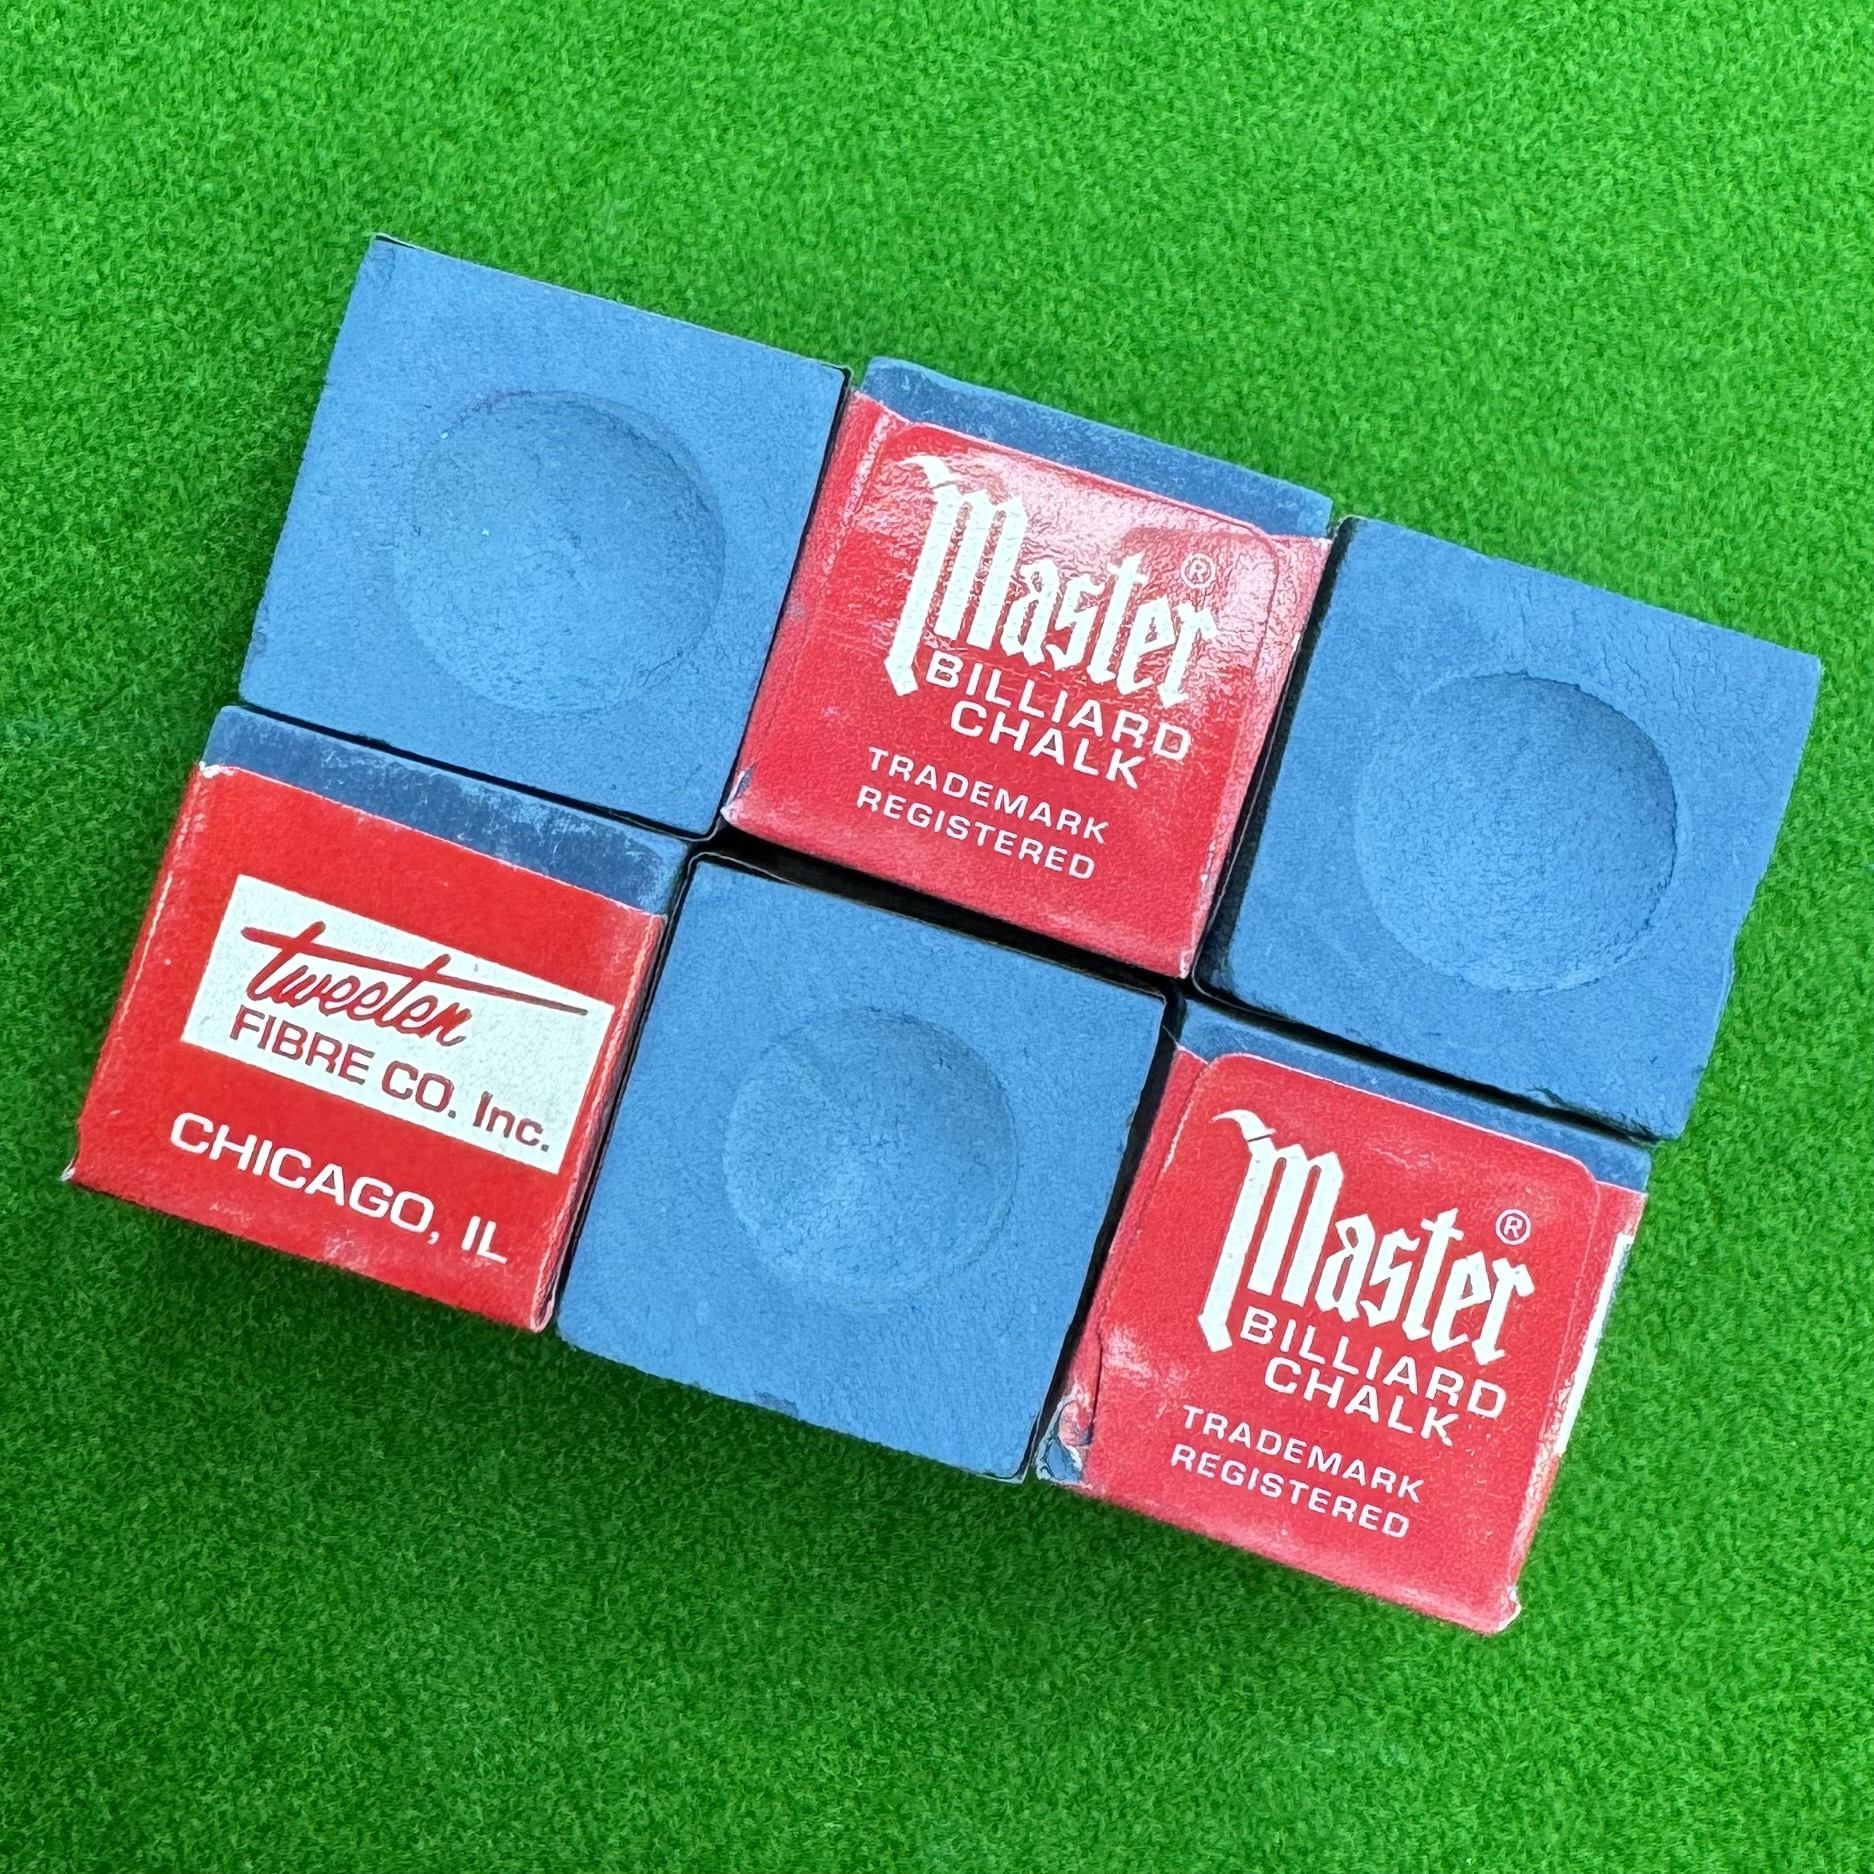 Master®
BILLIARD
CHALK
TRADEMARK
REGISTERED
tweeten
FIBRE CO. Inc.
CHICAGO, IL
Master®
BILLIARD
CHALK
TRADEMARK
REGISTERED